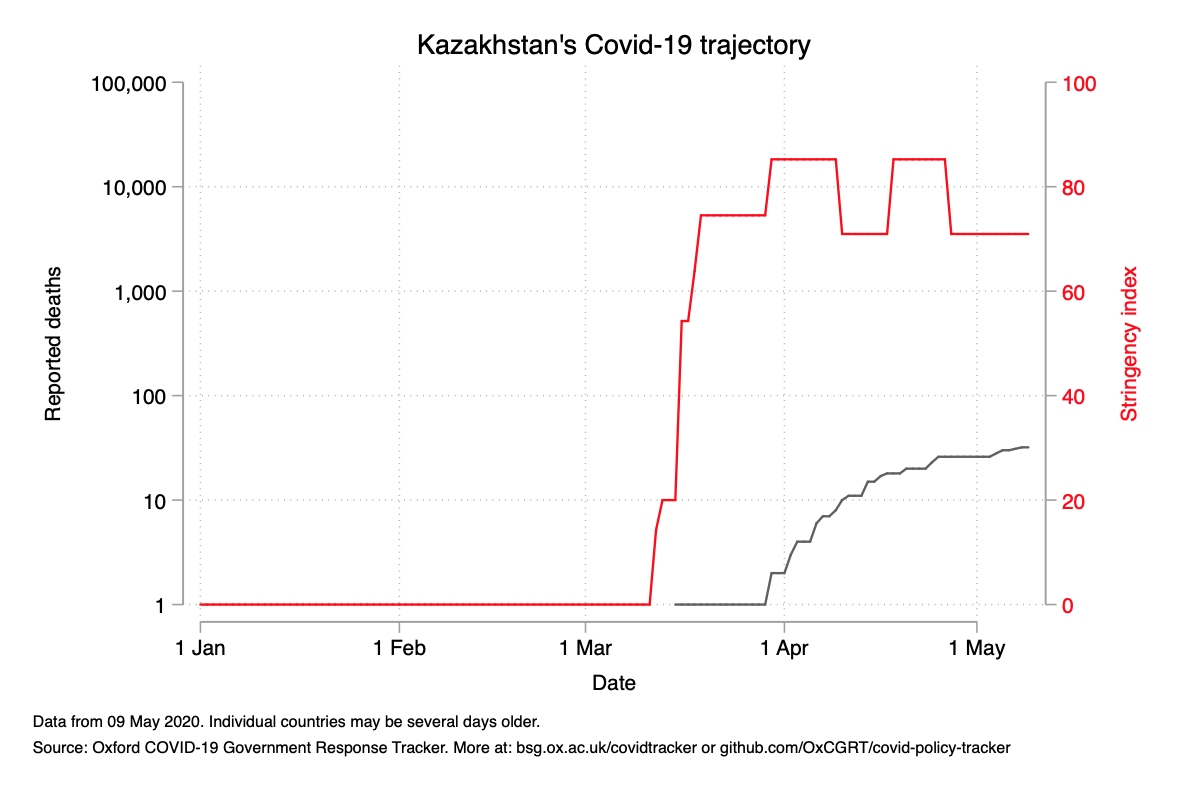 Kazakhstan's Covid-19 trajectory
100,000
10,000
1,000
100
10
1
Reported deaths
100
80
60
40
20
0
Stringency index
1 Jan
1 Feb
1 Mar
1 Apr
1 May
Date
Data from 09 May 2020. Individual countries may be several days older.
Source: Oxford COVID-19 Government Response Tracker. More at: bsg.ox.ac.uk/covidtracker or github.com/OxCGRT/covid-policy-tracker